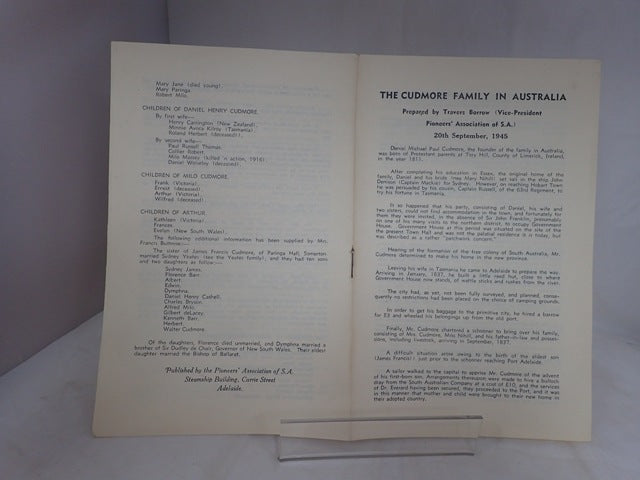 Mary Jane (died young).
Mary Paringa.
Robert Milo.
CHILDREN OF DANIEL HENRY CUDMORE.
By first wife—
Henry Carrington (New Zealand).
Minnie Avoca Kilroy (Tasmania).
Roland Herbert (deceased).
By second wife—
Paul Russell Thomas.
Collier Robert.
Milo Massey (killed in action, 1916).
Daniel Whiteley (deceased).
CHILDREN OF MILO CUDMORE.
Frank (Victoria).
Ernest (deceased).
Arthur (Victoria).
Wilfred (deceased).
CHILDREN OF ARTHUR.
Kathleen (Victoria).
Frances.
Evelyn (New South Wales).
The following additional information has been supplied by Mrs.
Francis
The sister of James Francis Cudmore, of Paringa Hall, Somerton
married Sydney Yeates (see the Yeates family), and they had ten sons
and two daughters as follow:—
Sydney James.
Florence
Albert.
Edwin.
Dymphna.
Daniel Henry Cathell.
Charles Bryson.
Alfred Milo.
Gilbert deLacey.
Kenneth Barr.
Herbert.
Walter Cudmore.
Of the daughters, Florence died unmarried, and Dymphna married a
brother of Sir Dudley de Chair, Governor of New South Wales. Their eldest
daughter married the Bishop of Ballarat.
Published by the Pioneers' Association of S.A.
Steamship Building, Currie Street
Adelaide.
THE CUDMORE FAMILY IN AUSTRALIA
Prepared by Travers Borrow (Vice-President
Pioneers' Association of S.A.)
20th September, 1945
Daniel Michael Paul Cudmore, the founder of the family in Australia,
was born of Protestant parents at Tory Hill, County of Limerick, Ireland,
in the year 1811.
After completing his education in Essex, the original home of the
family, Daniel and his bride (née Mary Nihill) set sail in the ship John
Denison (Captain Mackie) for Sydney. However, on reaching Hobart Town
he was persuaded by his cousin, Captain Russell, of the 63rd Regiment, to
try his fortune in Tasmania.
It so happened that his party, consisting of Daniel, his wife and
two sisters, could not find accommodation in the town, and fortunately for
them they were invited, in the absence of Sir John Franklin, presumably
on one of his many visits to the northern district, to occupy Government
House. Government House at this period was situated on the site of
the present Town Hall and was not the palatial residence it is today, but
was described as a rather "patchwork concern."
Hearing of the formation of the free colony of South Australia, Mr.
Cudmore determined to make his home in the new province.
Leaving his wife in Tasmania he came to Adelaide to prepare the way.
Arriving in January, 1837, he built a little reed hut, close to where
Government House now stands, of wattle sticks and rushes from the river.
The city had, as yet, not been fully surveyed, and planned, conse-
quently no restrictions had been placed on the choice of camping grounds.
In order to get his baggage to the primitive city, he hired a barrow
for £3 and wheeled his belongings up from the old port.
Finally, Mr. Cudmore chartered a schooner to bring over his family,
consisting of Mrs. Cudmore, Miss Nihill, and his father-in-law and posses-
sions, including livestock, arriving in September, 1837.
A difficult situation arose owing to the birth of the eldest son
(James Francis), just prior to the schooner reaching Port Adelaide.
A sailor walked to the capital to apprise Mr. Cudmore of the advent
of his first-born son. Arrangements thereupon were made to hire a bullock
dray from the South Australian Company at a cost of £10, and the services
of Dr. Everard having been secured, they proceeded to the Port, and it was
in this manner that mother and child were brought to their new home in
their adopted country.